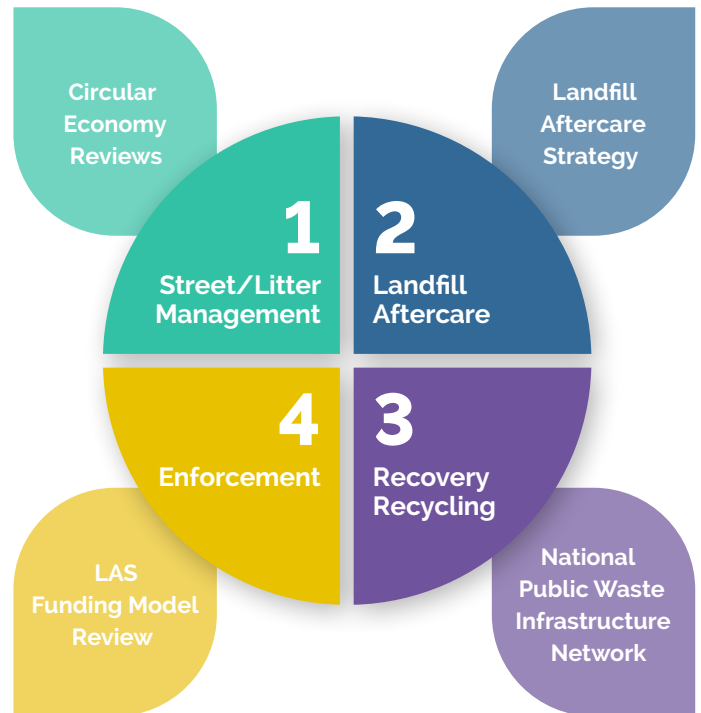 Circular
Economy
Reviews
Landfill
Aftercare
Strategy
1
Street/Litter
Management
2
Landfill
Aftercare
4
Enforcement
3
Recovery
Recycling
LAS
Funding Model
Review
National
Public Waste
Infrastructure
Network